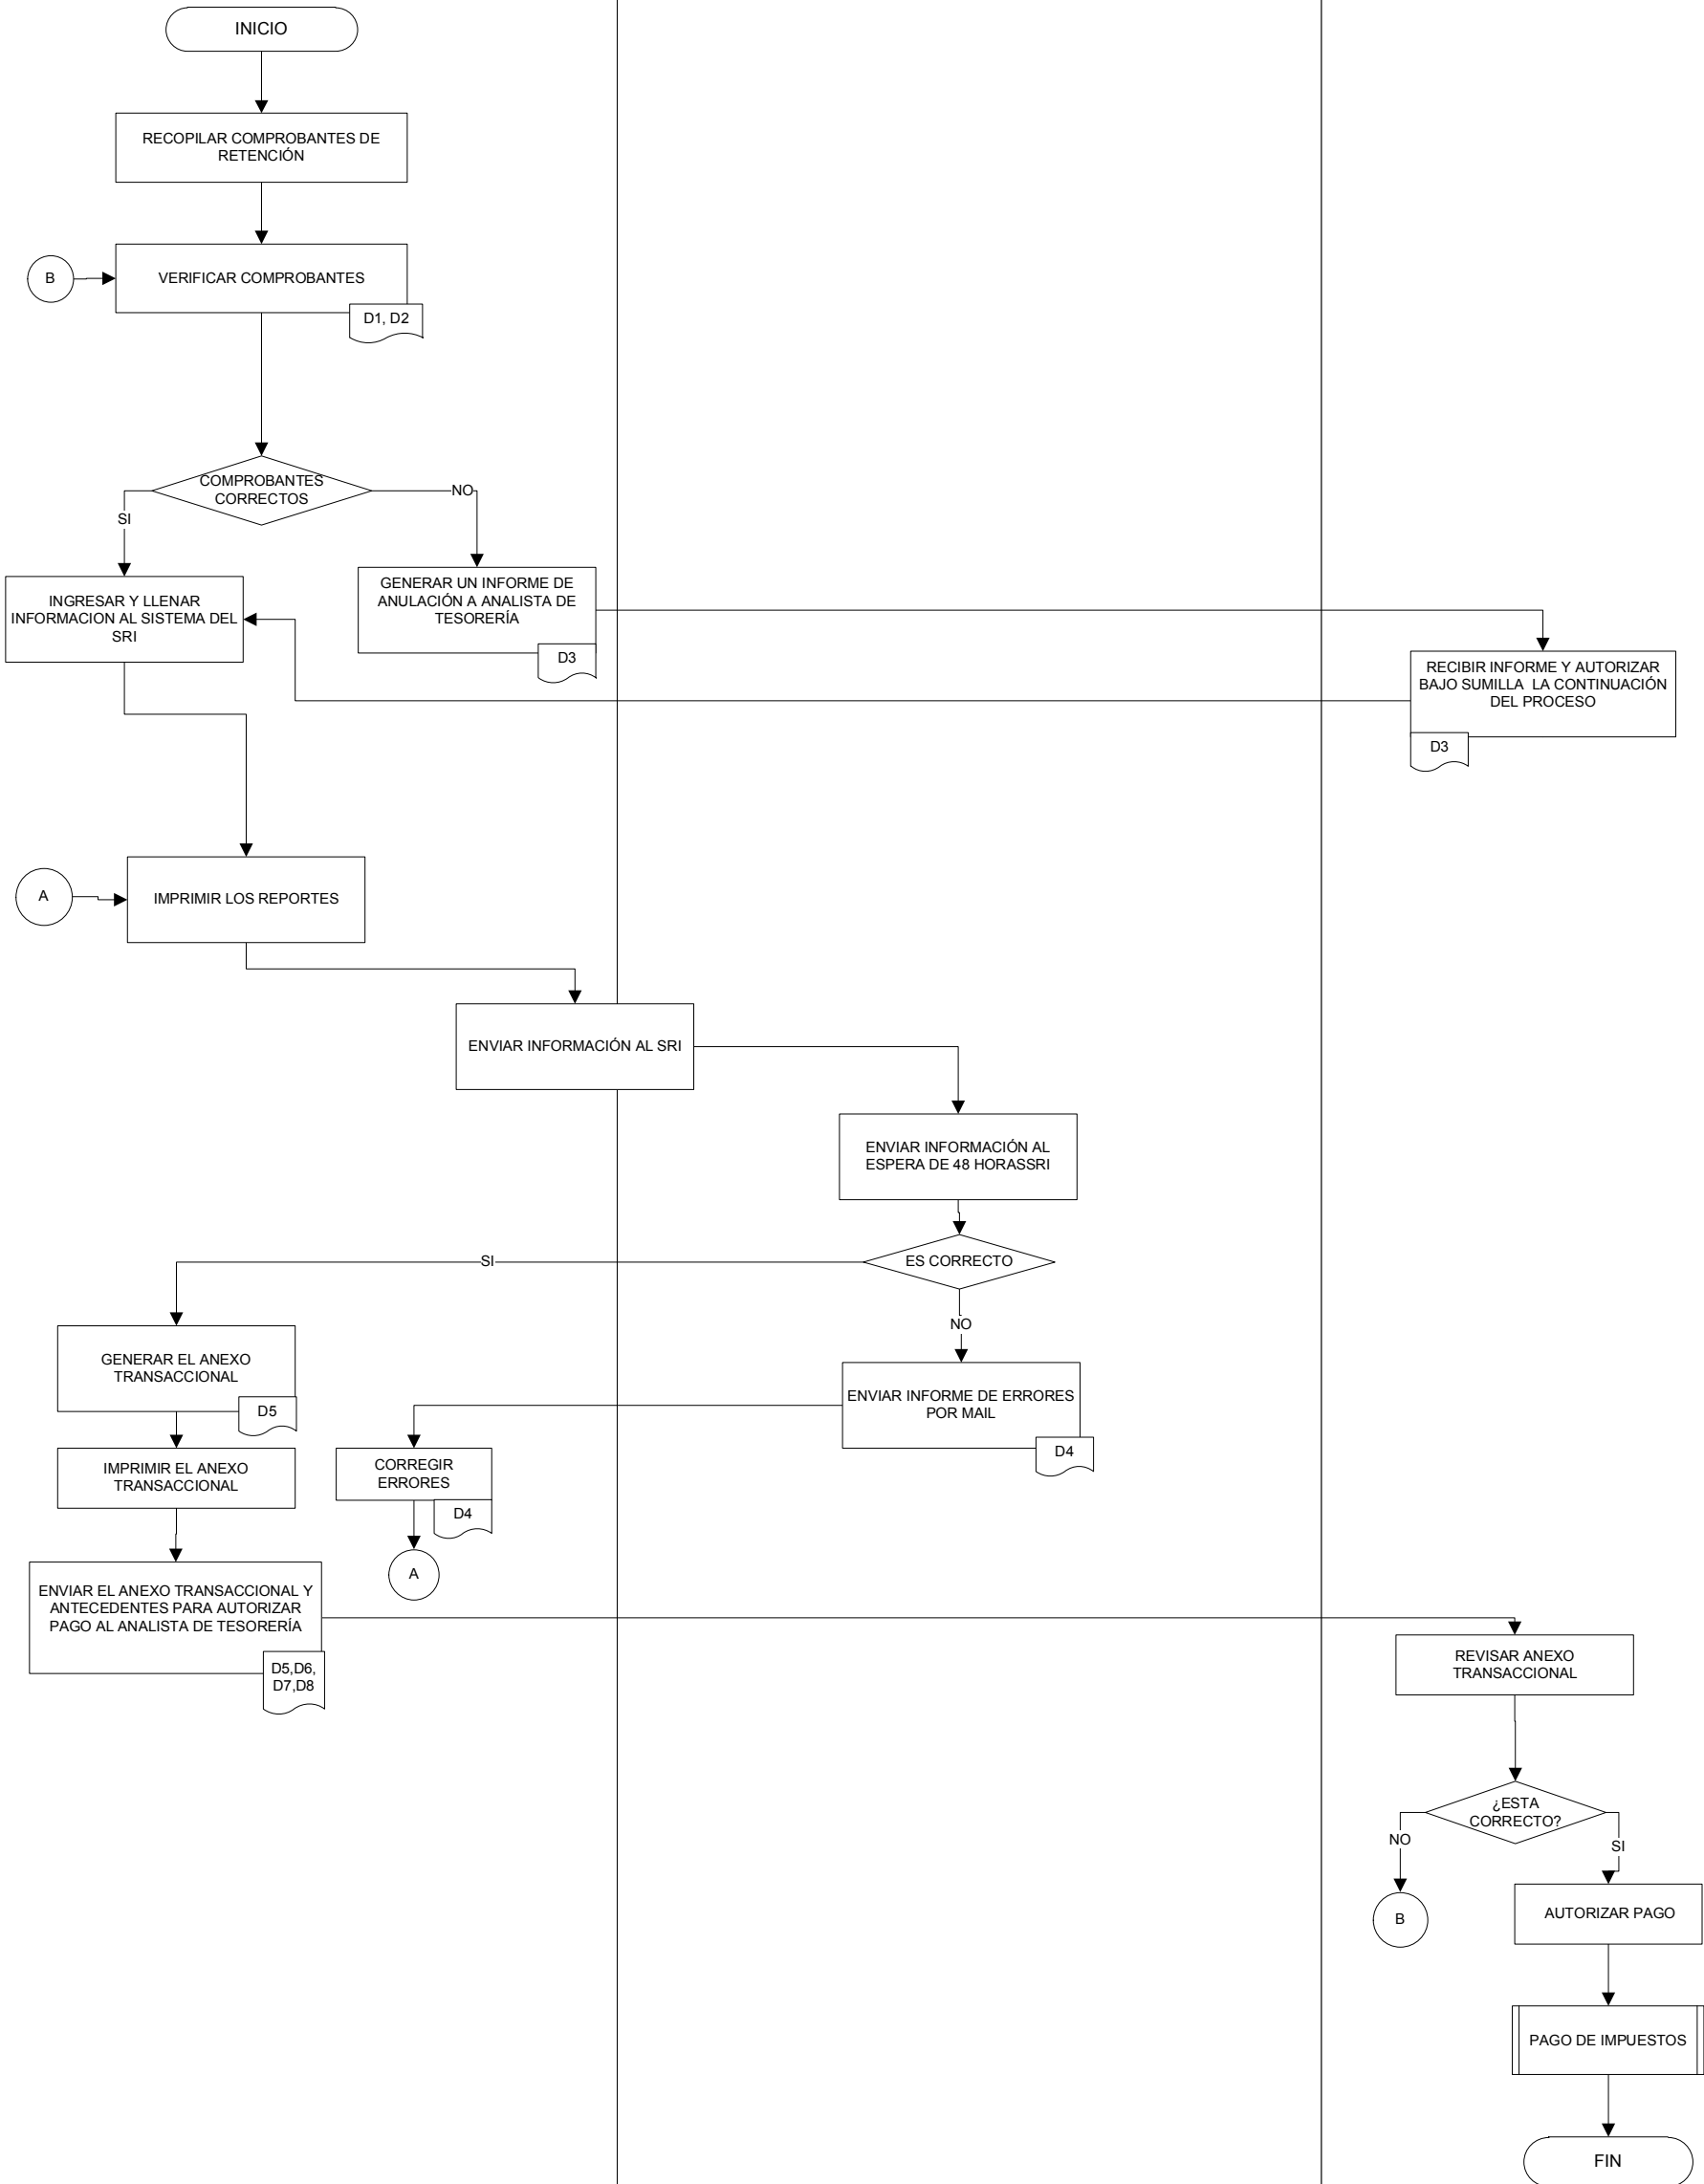 INICIO
RECOPILAR COMPROBANTES DE
RETENCIÓN
B
VERIFICAR COMPROBANTES
D1, D2
COMPROBANTES
CORRECTOS
NO
SI
GENERAR UN INFORME DE
ANULACIÓN A ANALISTA DE
TESORERÍA
D3
INGRESAR Y LLENAR
INFORMACION AL SISTEMA DEL
SRI
RECIBIR INFORME Y AUTORIZAR
BAJO SUMILLA LA CONTINUACIÓN
DEL PROCESO
D3
A
IMPRIMIR LOS REPORTES
ENVIAR INFORMACIÓN AL SRI
ENVIAR INFORMACIÓN AL
ESPERA DE 48 HORASSRI
ES CORRECTO
SI
NO
GENERAR EL ANEXO
TRANSACCIONAL
D5
ENVIAR INFORME DE ERRORES
POR MAIL
D4
IMPRIMIR EL ANEXO
TRANSACCIONAL
CORREGIR
ERRORES
D4
A
ENVIAR EL ANEXO TRANSACCIONAL Y
ANTECEDENTES PARA AUTORIZAR
PAGO AL ANALISTA DE TESORERÍA
D5,D6,
D7,D8
REVISAR ANEXO
TRANSACCIONAL
¿ESTA
CORRECTO?
NO
SI
B
AUTORIZAR PAGO
PAGO DE IMPUESTOS
FIN